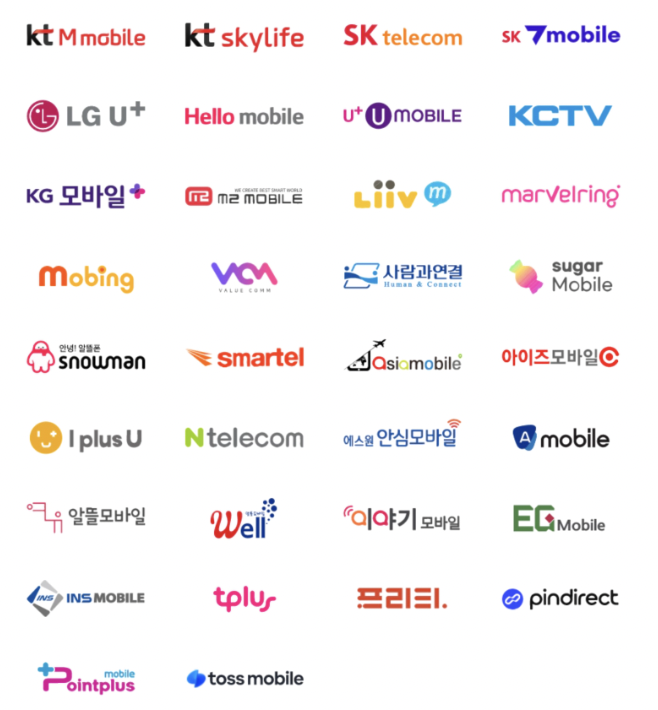 kt M mobile
kt skylife
SK telecom
SK 7mobile
LG U+
Hello mobile
U+ U MOBILE
KCTV
KG 모바일
WE CREATE BEST SMART WORLD
M2 MOBILE
Liiv m
marvelring
mobing
VCM
VALUE COMM
사람과연결
Human & Connect
sugar
Mobile
안녕! 알뜰폰
snowman
smartel
asiamobile
아이즈모바일
I plus U
N telecom
에스원 안심모바일
A mobile
알뜰모바일
Well
이야기 모바일
EG Mobile
INS INS MOBILE
tplus
프리티.
pindirect
mobile
Pointplus
toss mobile